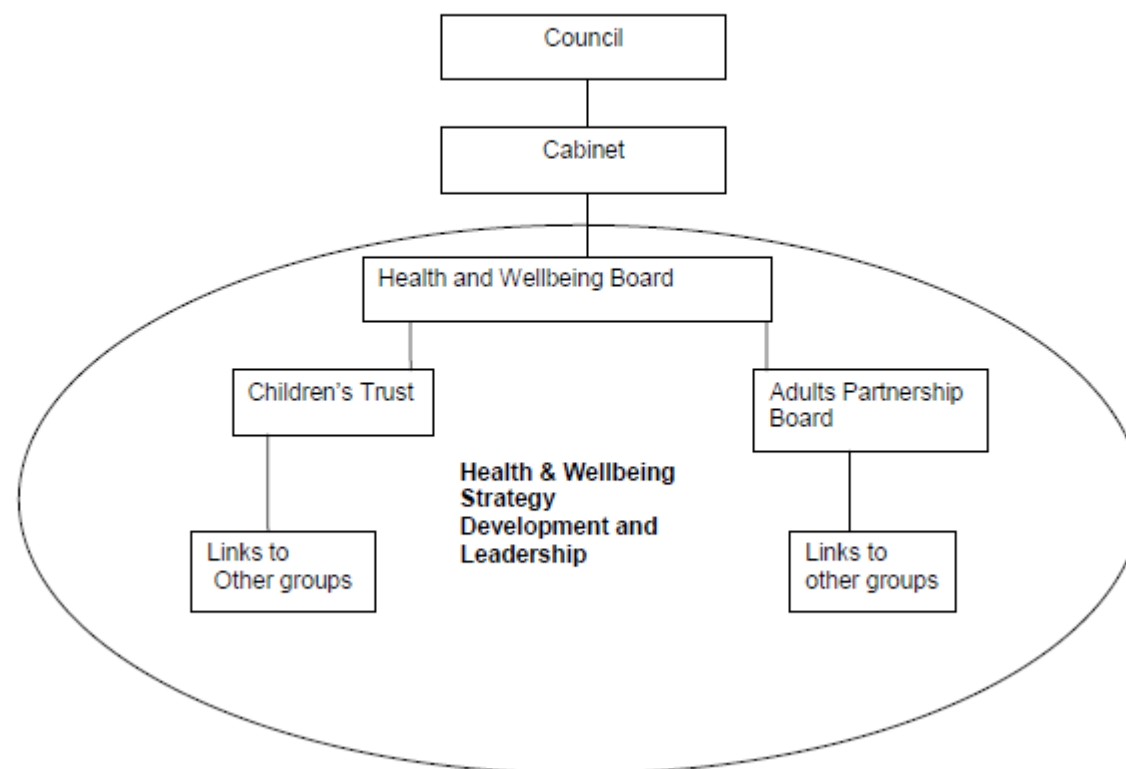 Council
Cabinet
Health and Wellbeing Board
Children’s Trust
Adults Partnership
Board
Health & Wellbeing
Strategy
Development and
Leadership
Links to
Other groups
Links to
other groups